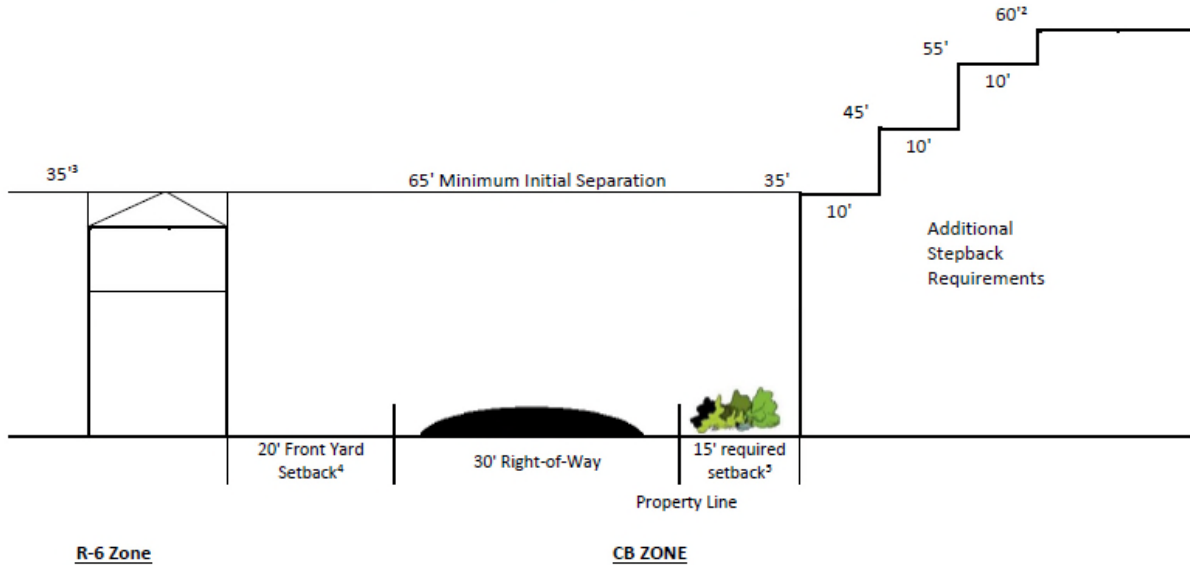 60'²
55'
10'
45'
10'
35'³
65' Minimum Initial Separation
35'
10'
Additional
Stepback
Requirements
20' Front Yard
Setback⁴
30' Right-of-Way
15' required
setback⁵
Property Line
R-6 Zone
CB ZONE